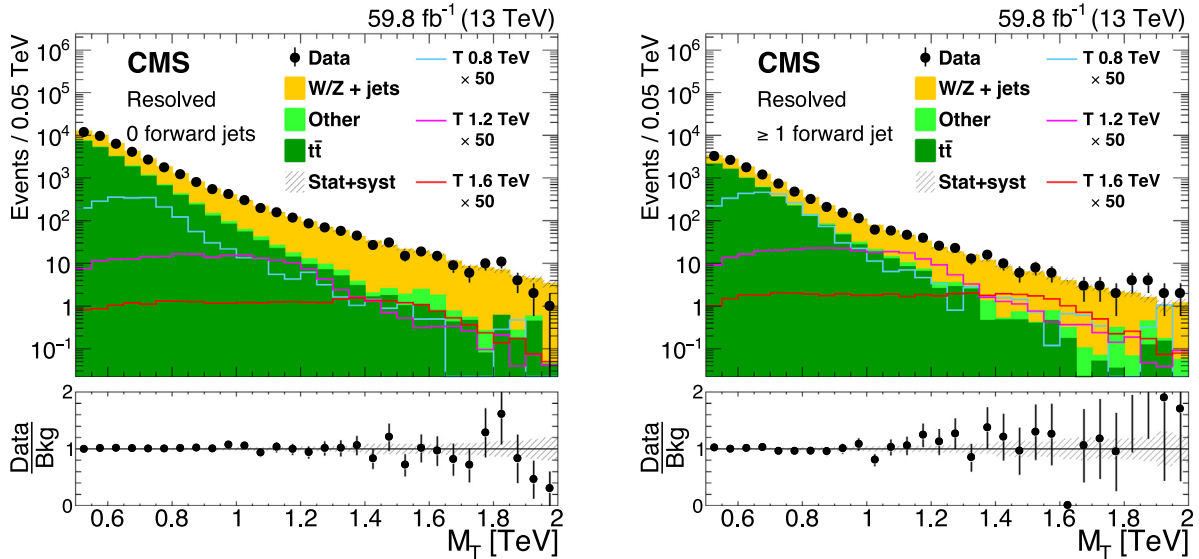 59.8 fb⁻¹ (13 TeV)
Events / 0.05 TeV
10⁶
10⁵
10⁴
10³
10²
10
1
10⁻¹
CMS
Resolved
0 forward jets
Data
W/Z + jets
Other
tt̄
Stat+syst
T 0.8 TeV
× 50
T 1.2 TeV
× 50
T 1.6 TeV
× 50
Data
Bkg
2
1
0
0.6 0.8 1 1.2 1.4 1.6 1.8 2
M_T [TeV]
59.8 fb⁻¹ (13 TeV)
Events / 0.05 TeV
10⁶
10⁵
10⁴
10³
10²
10
1
10⁻¹
CMS
Resolved
≥ 1 forward jet
Data
W/Z + jets
Other
tt̄
Stat+syst
T 0.8 TeV
× 50
T 1.2 TeV
× 50
T 1.6 TeV
× 50
Data
Bkg
2
1
0
0.6 0.8 1 1.2 1.4 1.6 1.8 2
M_T [TeV]